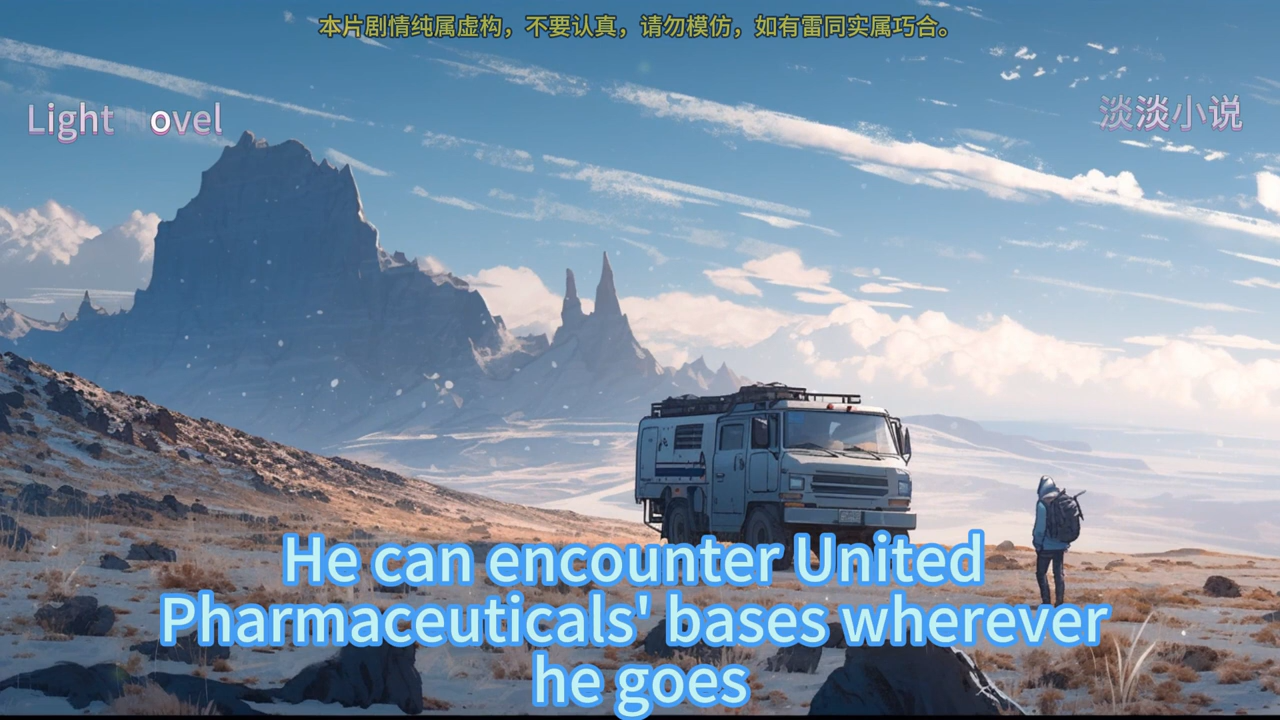 本片剧情纯属虚构，不要认真，请勿模仿，如有雷同实属巧合。
Light ovel
淡淡小说
He can encounter United
Pharmaceuticals' bases wherever
he goes